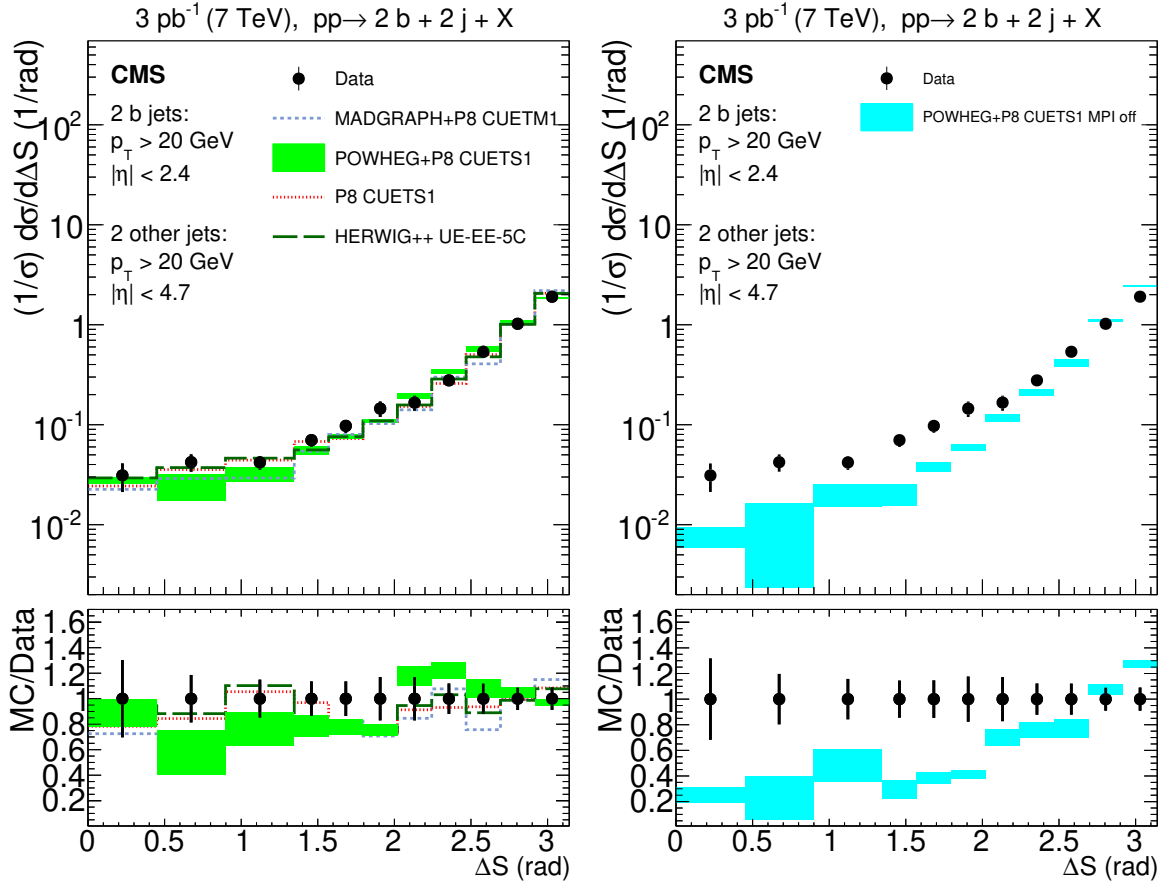 3 pb⁻¹ (7 TeV), pp→ 2 b + 2 j + X
(1/σ) dσ/dΔS (1/rad)
CMS
2 b jets:
p_T > 20 GeV
|η| < 2.4
2 other jets:
p_T > 20 GeV
|η| < 4.7
Data
MADGRAPH+P8 CUETM1
POWHEG+P8 CUETS1
P8 CUETS1
HERWIG++ UE-EE-5C
10²
10
1
10⁻¹
10⁻²
MC/Data
1.6
1.4
1.2
1
0.8
0.6
0.4
0.2
0 0.5 1 1.5 2 2.5 3
ΔS (rad)
3 pb⁻¹ (7 TeV), pp→ 2 b + 2 j + X
(1/σ) dσ/dΔS (1/rad)
CMS
2 b jets:
p_T > 20 GeV
|η| < 2.4
2 other jets:
p_T > 20 GeV
|η| < 4.7
Data
POWHEG+P8 CUETS1 MPI off
10²
10
1
10⁻¹
10⁻²
MC/Data
1.6
1.4
1.2
1
0.8
0.6
0.4
0.2
0 0.5 1 1.5 2 2.5 3
ΔS (rad)